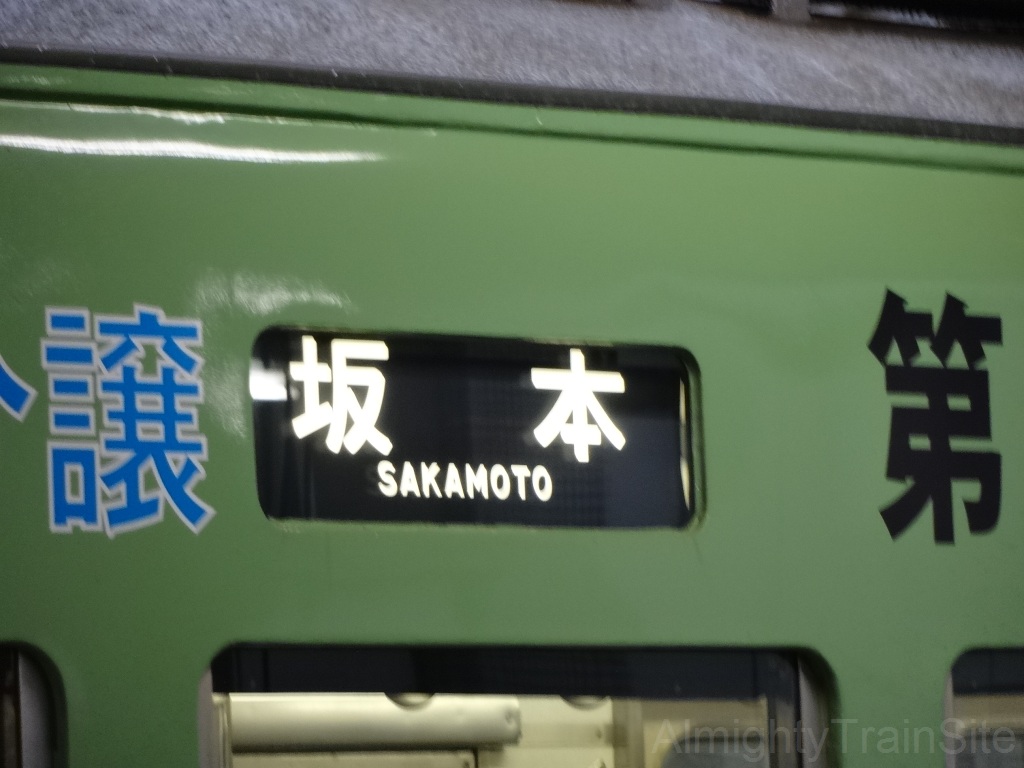 譲
坂本
SAKAMOTO
第
AlmightyTrainSite